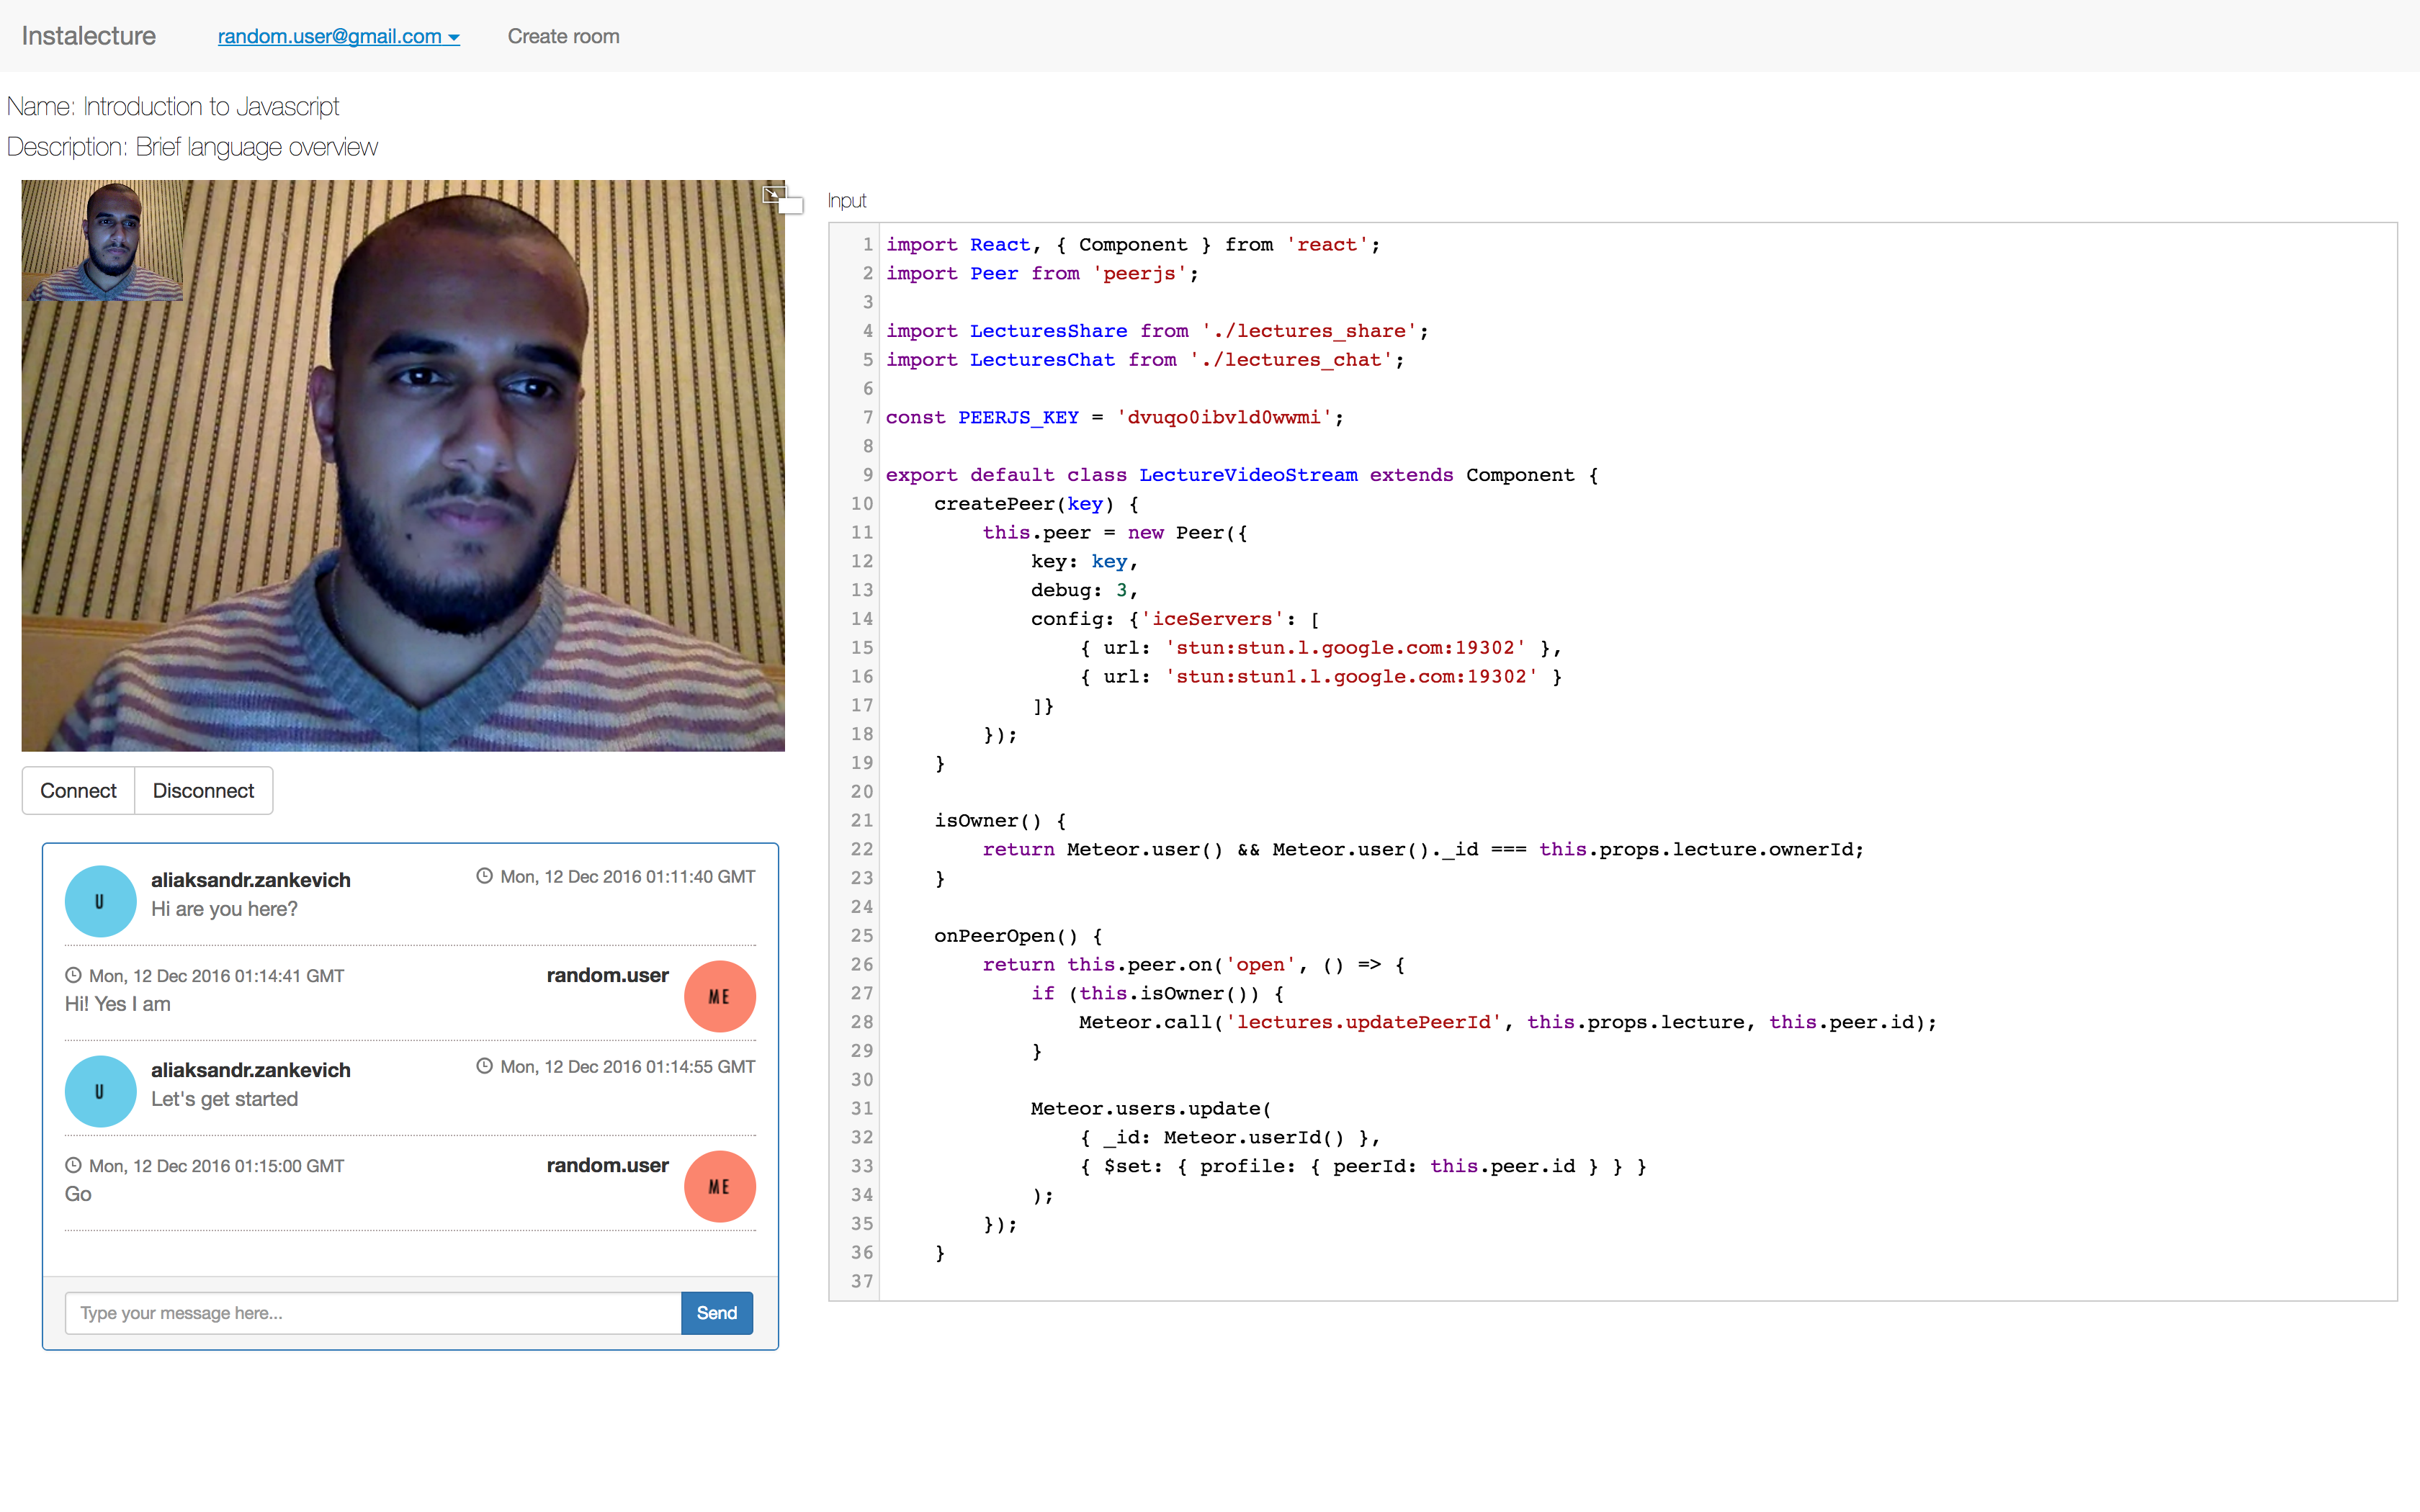 Instalecture random.user@gmail.com Create room
Name: Introduction to Javascript
Description: Brief language overview
Connect Disconnect
U aliaksandr.zankevich Mon, 12 Dec 2016 01:11:40 GMT
Hi are you here?
Mon, 12 Dec 2016 01:14:41 GMT random.user ME
Hi! Yes I am
U aliaksandr.zankevich Mon, 12 Dec 2016 01:14:55 GMT
Let's get started
Mon, 12 Dec 2016 01:15:00 GMT random.user ME
Go
Type your message here... Send
Input
1 import React, { Component } from 'react';
2 import Peer from 'peerjs';
3
4 import LecturesShare from './lectures_share';
5 import LecturesChat from './lectures_chat';
6
7 const PEERJS_KEY = 'dvuqo0ibvld0wwmi';
8
9 export default class LectureVideoStream extends Component {
10     createPeer(key) {
11         this.peer = new Peer({
12             key: key,
13             debug: 3,
14             config: {'iceServers': [
15                 { url: 'stun:stun.l.google.com:19302' },
16                 { url: 'stun:stun1.l.google.com:19302' }
17             ]}
18         });
19     }
20
21     isOwner() {
22         return Meteor.user() && Meteor.user()._id === this.props.lecture.ownerId;
23     }
24
25     onPeerOpen() {
26         return this.peer.on('open', () => {
27             if (this.isOwner()) {
28                 Meteor.call('lectures.updatePeerId', this.props.lecture, this.peer.id);
29             }
30
31             Meteor.users.update(
32                 { _id: Meteor.userId() },
33                 { $set: { profile: { peerId: this.peer.id } } }
34             );
35         });
36     }
37